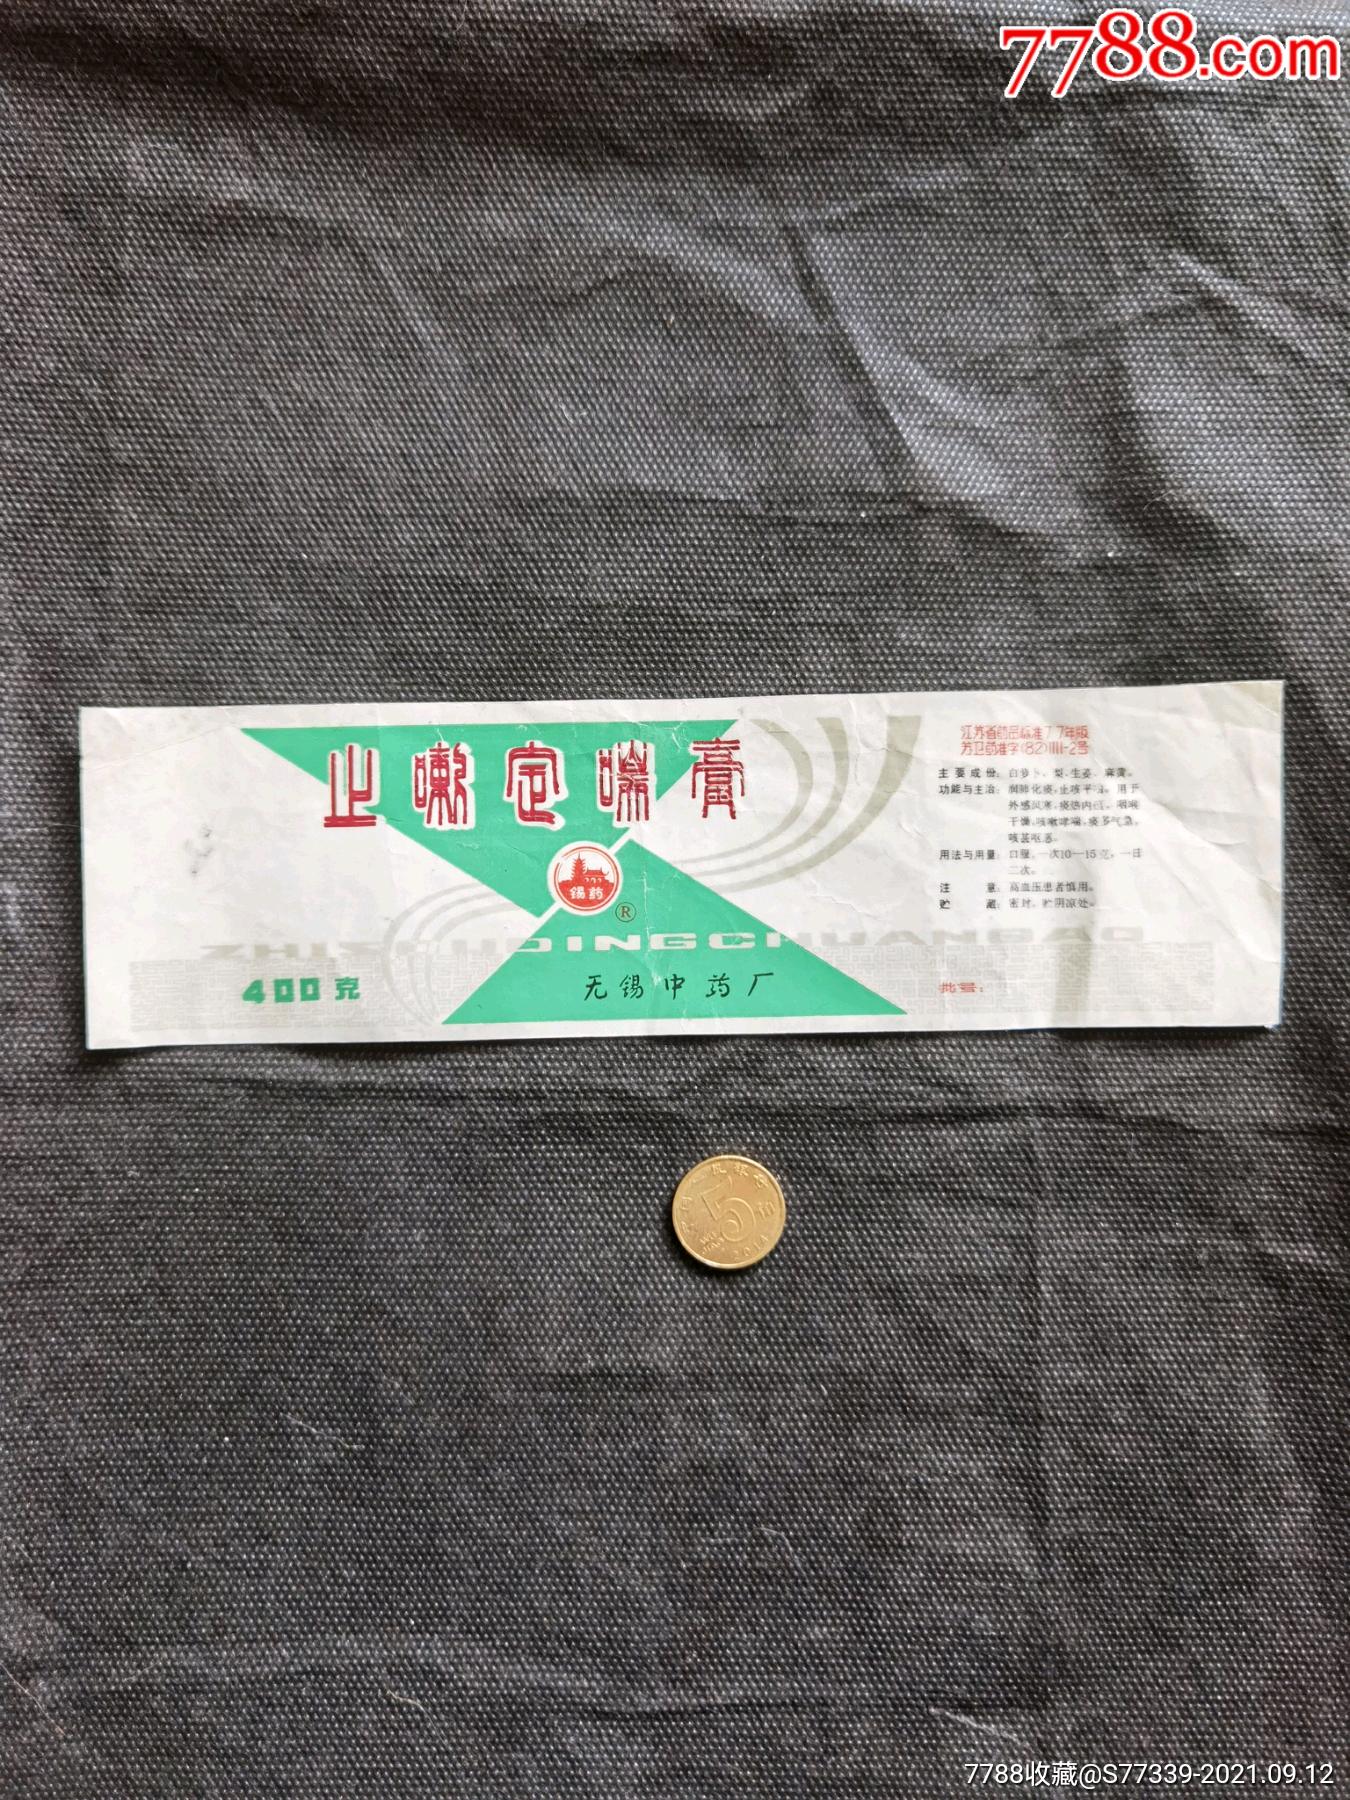 7788.com
止嗽定喘膏
锡药
®
ZHISOUDINGCHUANGAO
400克
无锡中药厂
江苏省药品标准77年版
苏卫药准字(82)1111-2号
主要成份: 白萝卜、梨、生姜、麻黄。
功能与主治: 润肺化痰,止咳平喘。用于
外感风寒,痰热内蕴,咽喉
干燥,咳嗽哮喘,痰多气急,
咳甚呕恶。
用法与用量: 口服,一次10—15克,一日
二次。
注 意: 高血压患者慎用。
贮 藏: 密封,贮阴凉处。
批号:
5
角
WU
JIAO
7788收藏@S77339-2021.09.12